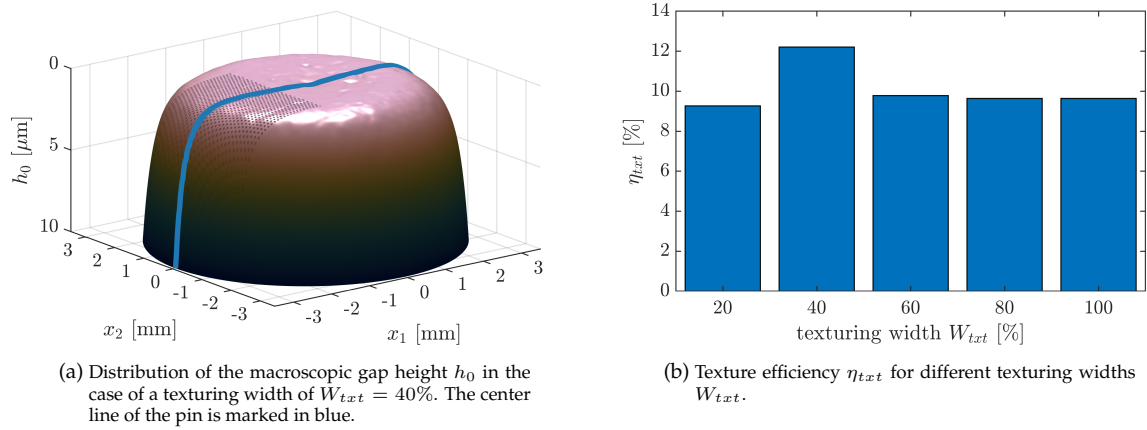 0
5
10
h₀ [μm]
3
2
1
0
-1
-2
-3
x₂ [mm]
-3
-2
-1
0
1
2
3
x₁ [mm]
(a) Distribution of the macroscopic gap height h₀ in the
case of a texturing width of W_txt = 40%. The center
line of the pin is marked in blue.
14
12
10
8
6
4
2
0
η_txt [%]
20 40 60 80 100
texturing width W_txt [%]
(b) Texture efficiency η_txt for different texturing widths
W_txt.